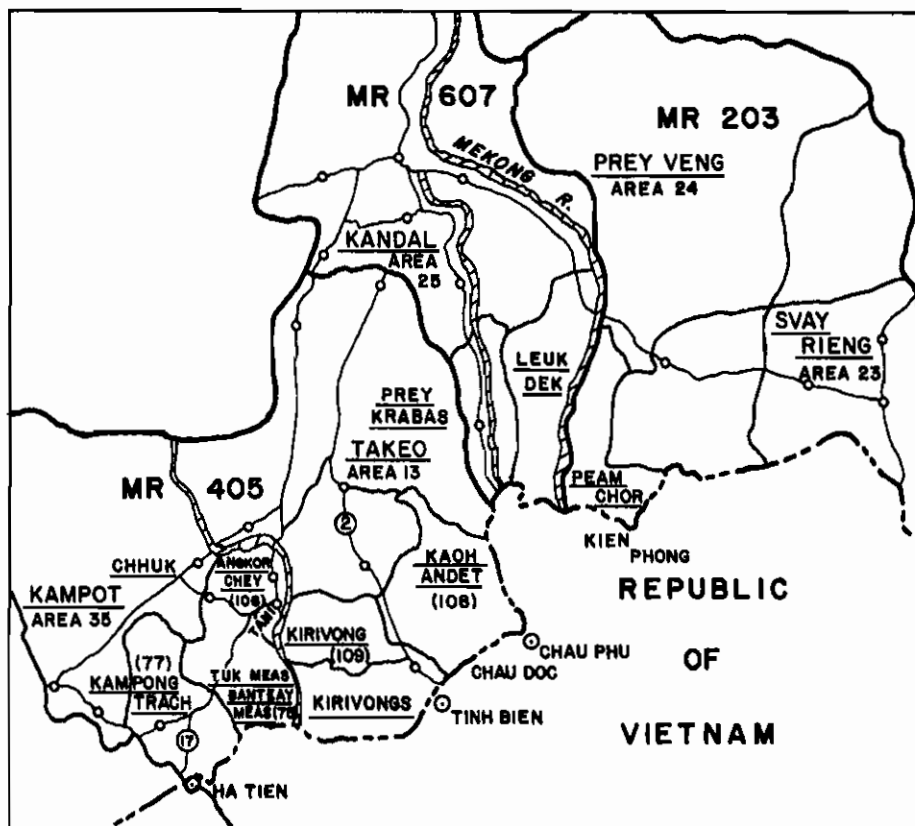 MR 607
MR 203
MEKONG R.
PREY VENG
AREA 24
KANDAL
AREA
25
SVAY
RIENG
AREA 23
LEUK
DEK
PREY
KRABAS
TAKEO
AREA 13
MR 405
PEAM
CHOR
KIEN
PHONG
2
KAOH
ANDET
(108)
CHHUK
ANGKOR
CHEY
(106)
REPUBLIC
OF
VIETNAM
KAMPOT
AREA 35
TAMI
KIRIVONG
(109)
CHAU PHU
CHAU DOC
(77)
KAMPONG
TRACH
TUK MEAS
BANTEAY
MEAS
KIRIVONGS
TINH BIEN
17
HA TIEN